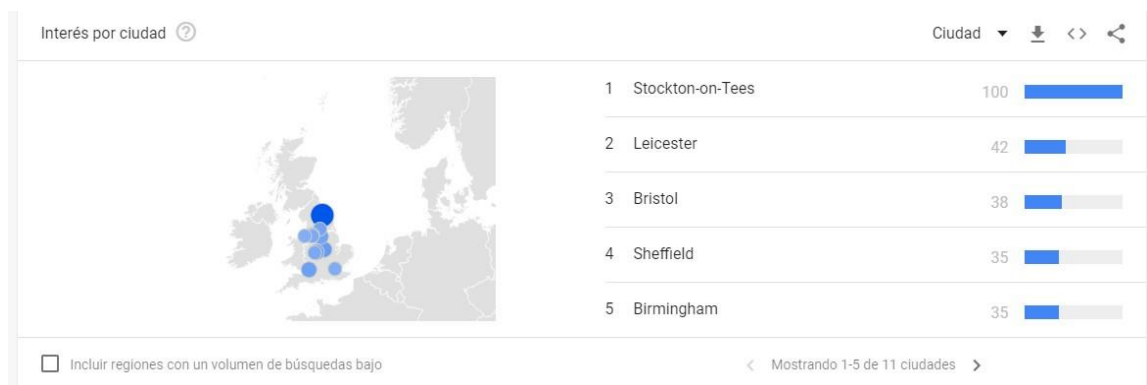 Interés por ciudad
Ciudad
1 Stockton-on-Tees 100
2 Leicester 42
3 Bristol 38
4 Sheffield 35
5 Birmingham 35
Incluir regiones con un volumen de búsquedas bajo
Mostrando 1-5 de 11 ciudades